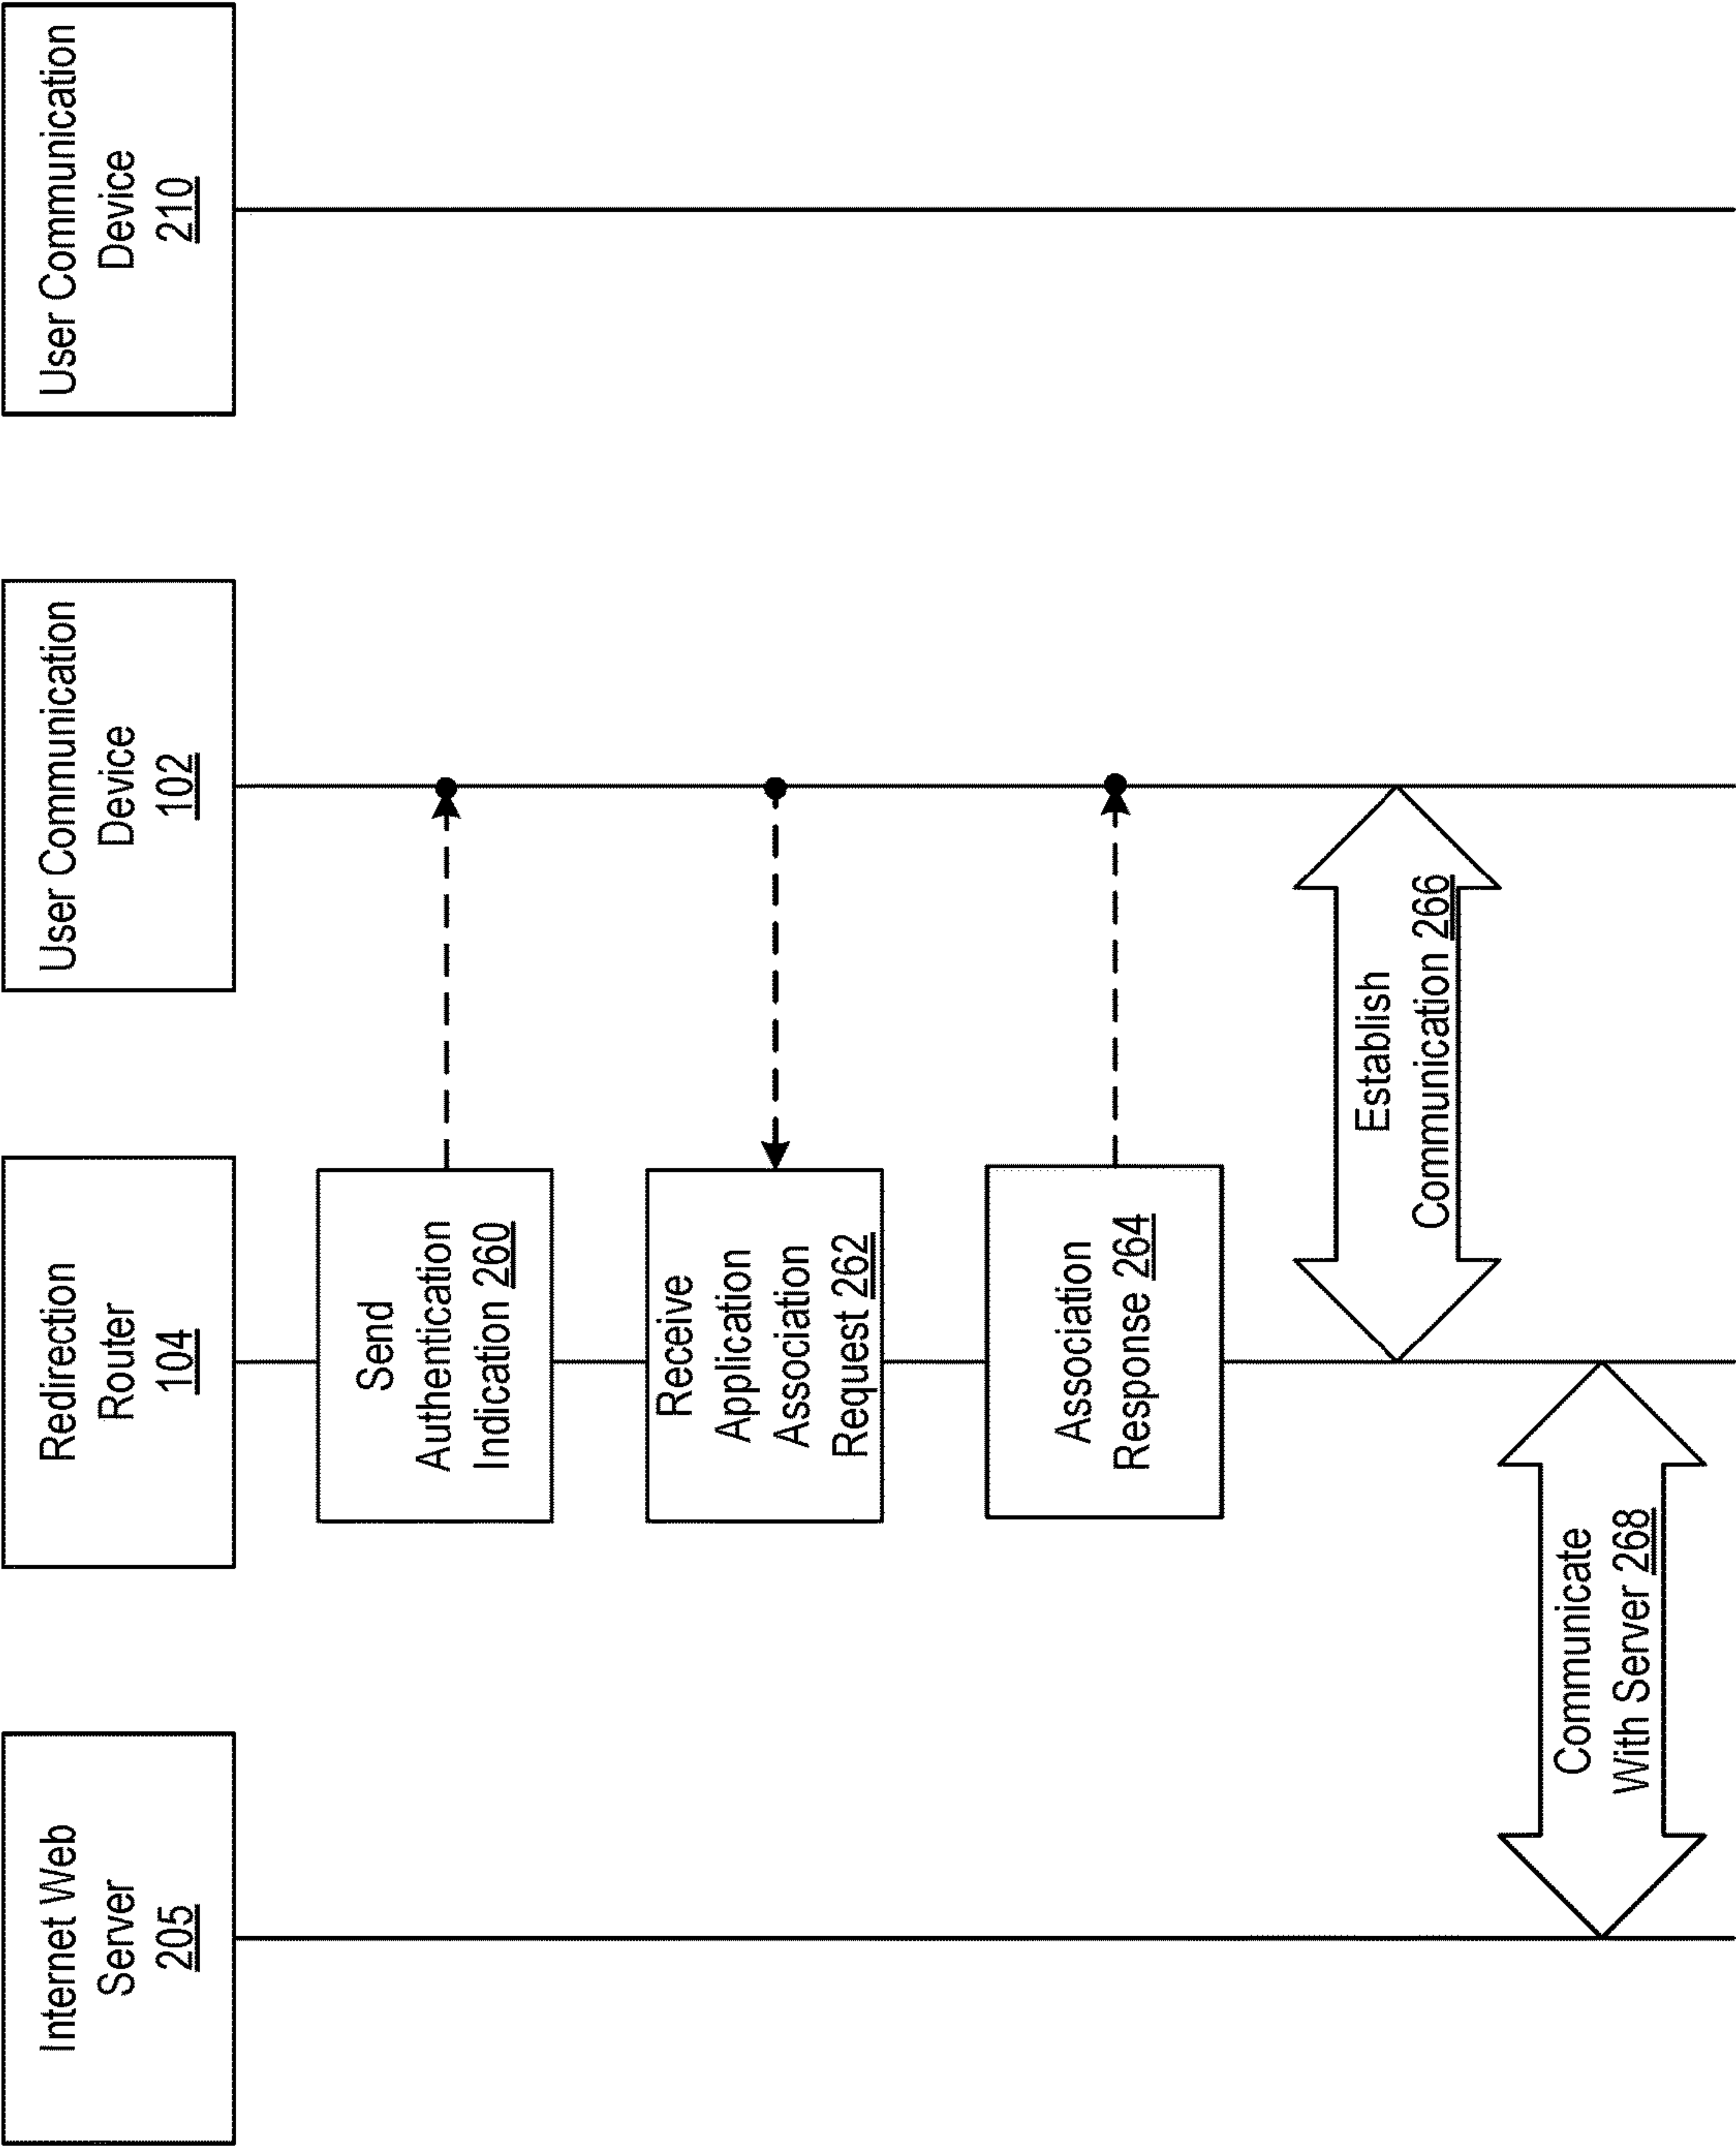 Internet Web
Server
205
Redirection
Router
104
User Communication
Device
102
User Communication
Device
210
Send
Authentication
Indication 260
Receive
Application
Association
Request 262
Association
Response 264
Establish
Communication 266
Communicate
With Server 268